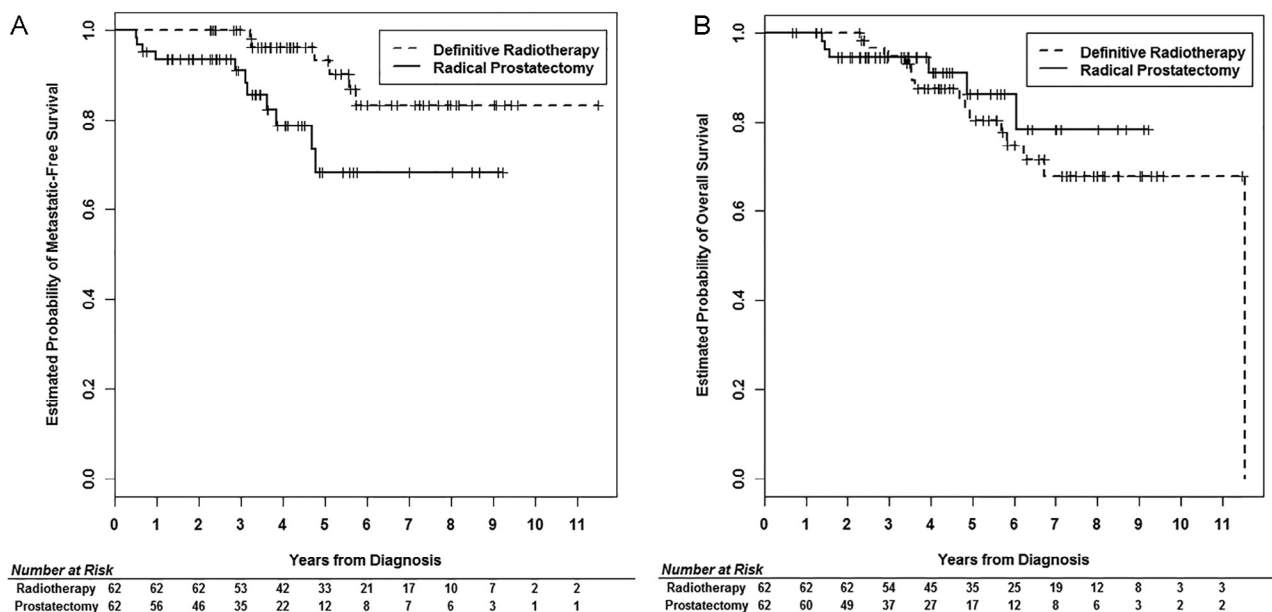 A
Estimated Probability of Metastatic-Free Survival
1.0
0.8
0.6
0.4
0.2
0.0
Definitive Radiotherapy
Radical Prostatectomy
0 1 2 3 4 5 6 7 8 9 10 11
Years from Diagnosis
Number at Risk
Radiotherapy 62 62 62 53 42 33 21 17 10 7 2 2
Prostatectomy 62 56 46 35 22 12 8 7 6 3 1 1
B
Estimated Probability of Overall Survival
1.0
0.8
0.6
0.4
0.2
0.0
Definitive Radiotherapy
Radical Prostatectomy
0 1 2 3 4 5 6 7 8 9 10 11
Years from Diagnosis
Number at Risk
Radiotherapy 62 62 62 54 45 35 25 19 12 8 3 3
Prostatectomy 62 60 49 37 27 17 12 8 6 3 2 2